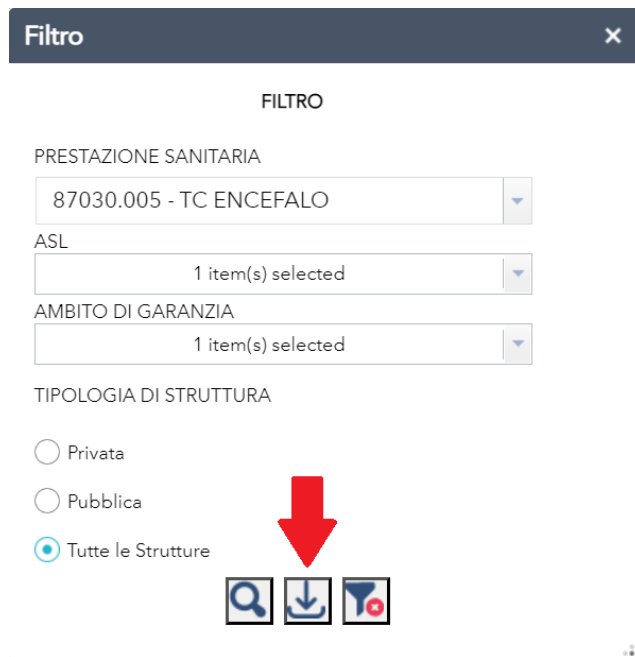 Filtro
FILTRO
PRESTAZIONE SANITARIA
87030.005 - TC ENCEFALO
ASL
1 item(s) selected
AMBITO DI GARANZIA
1 item(s) selected
TIPOLOGIA DI STRUTTURA
Privata
Pubblica
Tutte le Strutture